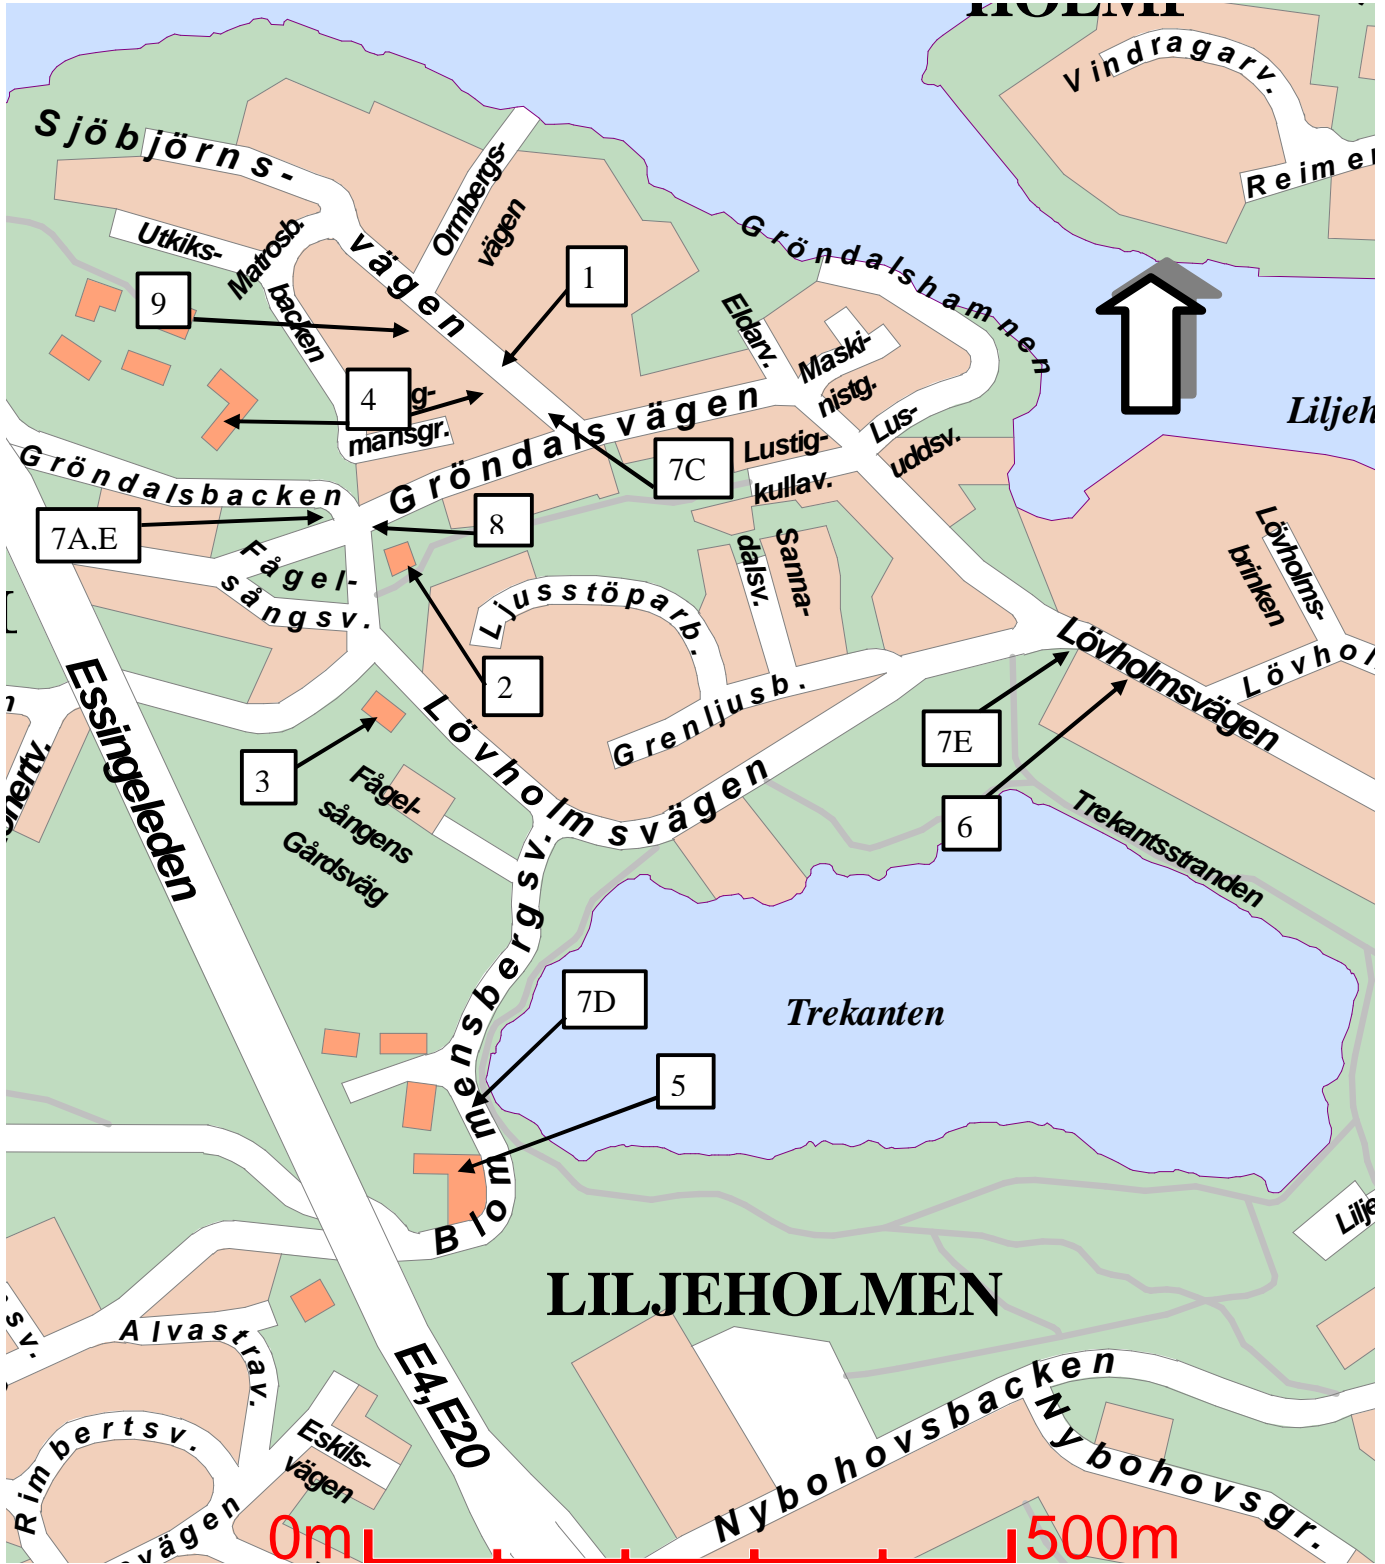 HOLMI
Vindragarv.
Sjöbjörns-
Reimer
Ormbergs-
vägen
Utkiks-
Matrosb.
backen
vägen
Gröndalshamnen
1
9
Eldarv.
Maski-
nistg.
Liljeh
4
g-
mansgr.
Gröndalsvägen
Lus-
uddsv.
Lustig-
kullav.
7C
Gröndalsbacken
8
7A,E
Lövholms-
brinken
Sanna-
dalsv.
Fågel-
sångsv.
Ljusstöparb.
Lövholmsvägen
Lövhol
Essingeleden
2
Grenljusb.
7E
3
Lövholmsvägen
6
Fågel-
sångens
Gårdsväg
Trekantsstranden
7D
Trekanten
5
Blommensbergsv.
Lilje
LILJEHOLMEN
sv.
Alvastrav.
E4,E20
Nybohovsbacken
Nybohovsgr.
Rimbertsv.
Eskils-
vägen
svägen
0m
500m